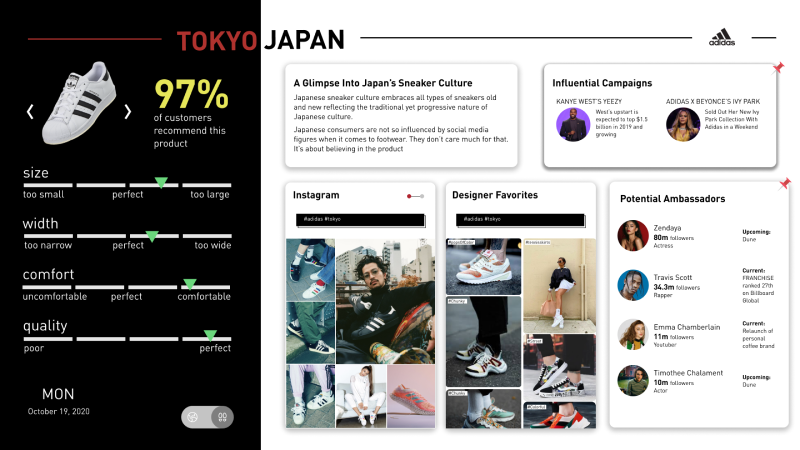 TOKYO JAPAN
adidas
97%
of customers
recommend this
product
size
too small perfect too large
width
too narrow perfect too wide
comfort
uncomfortable perfect comfortable
quality
poor perfect
MON
October 19, 2020
A Glimpse Into Japan's Sneaker Culture
Japanese sneaker culture embraces all types of sneakers old
and new reflecting the traditional yet progressive nature of
Japanese culture.
Japanese consumers are not so influenced by social media
figures when it comes to footwear. They don't care much for that.
It's about believing in the product
Influential Campaigns
KANYE WEST'S YEEZY
West's upstart is
expected to top $1.5
billion in 2019 and
growing
ADIDAS X BEYONCE'S IVY PARK
Sold Out Her New Ivy
Park Collection With
Adidas in a Weekend
Instagram
#adidas #tokyo
Designer Favorites
#adidas #tokyo
#Chunky
#Chunky
#Colorful
Potential Ambassadors
Zendaya
80m followers
Actress
Upcoming:
Dune
Travis Scott
34.3m followers
Rapper
Current:
FRANCHISE
ranked 27th
on Billboard
Global
Emma Chamberlain
11m followers
Youtuber
Current:
Relaunch of
personal
coffee brand
Timothee Chalament
10m followers
Actor
Upcoming:
Dune